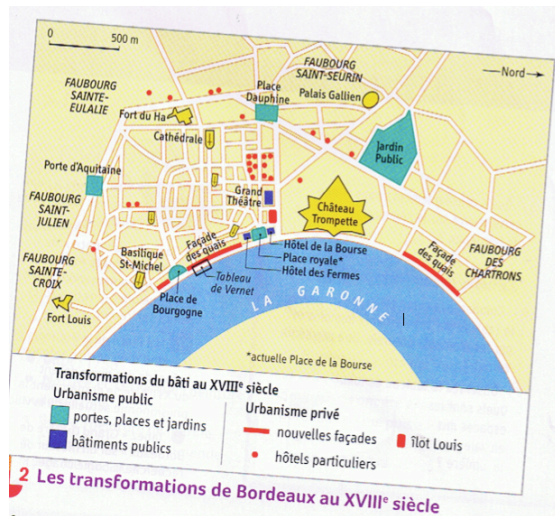 0 500 m
Nord
FAUBOURG
SAINT-SEURIN
FAUBOURG
SAINTE-
EULALIE
Place
Dauphine
Palais Gallien
Fort du Ha
Cathédrale
Jardin
Public
Porte d'Aquitaine
Grand
Théâtre
Château
Trompette
FAUBOURG
SAINT-
JULIEN
Façade
des quais
Hôtel de la Bourse
Place royale*
Hôtel des Fermes
Façade
des quais
FAUBOURG
DES
CHARTRONS
Basilique
St-Michel
FAUBOURG
SAINTE-
CROIX
Tableau
de Vernet
Place de
Bourgogne
Fort Louis
LA GARONNE
*actuelle Place de la Bourse
Transformations du bâti au XVIIIe siècle
Urbanisme public
portes, places et jardins
bâtiments publics
Urbanisme privé
nouvelles façades
hôtels particuliers
îlôt Louis
2 Les transformations de Bordeaux au XVIIIe siècle